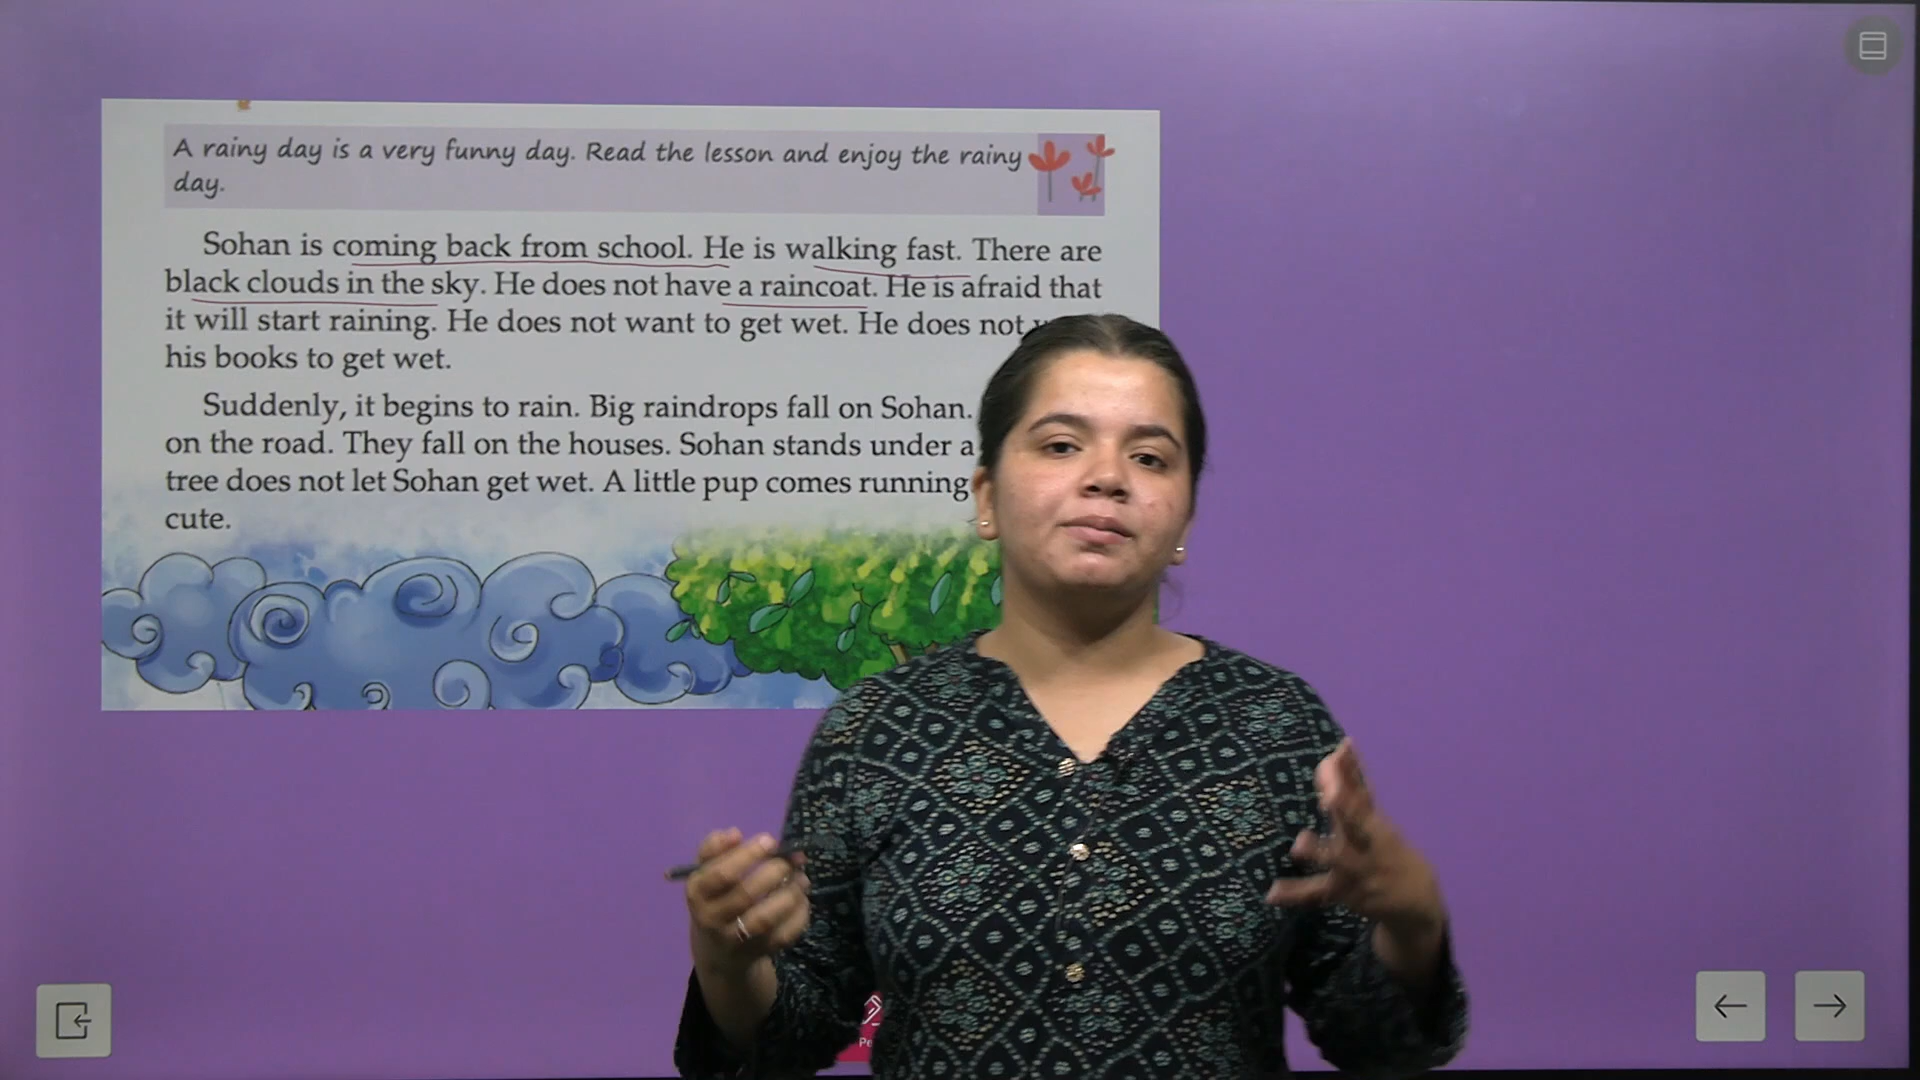 A rainy day is a very funny day. Read the lesson and enjoy the rainy
day.
Sohan is coming back from school. He is walking fast. There are
black clouds in the sky. He does not have a raincoat. He is afraid that
it will start raining. He does not want to get wet. He does not
his books to get wet.
Suddenly, it begins to rain. Big raindrops fall on Sohan.
on the road. They fall on the houses. Sohan stands under a
tree does not let Sohan get wet. A little pup comes running
cute.